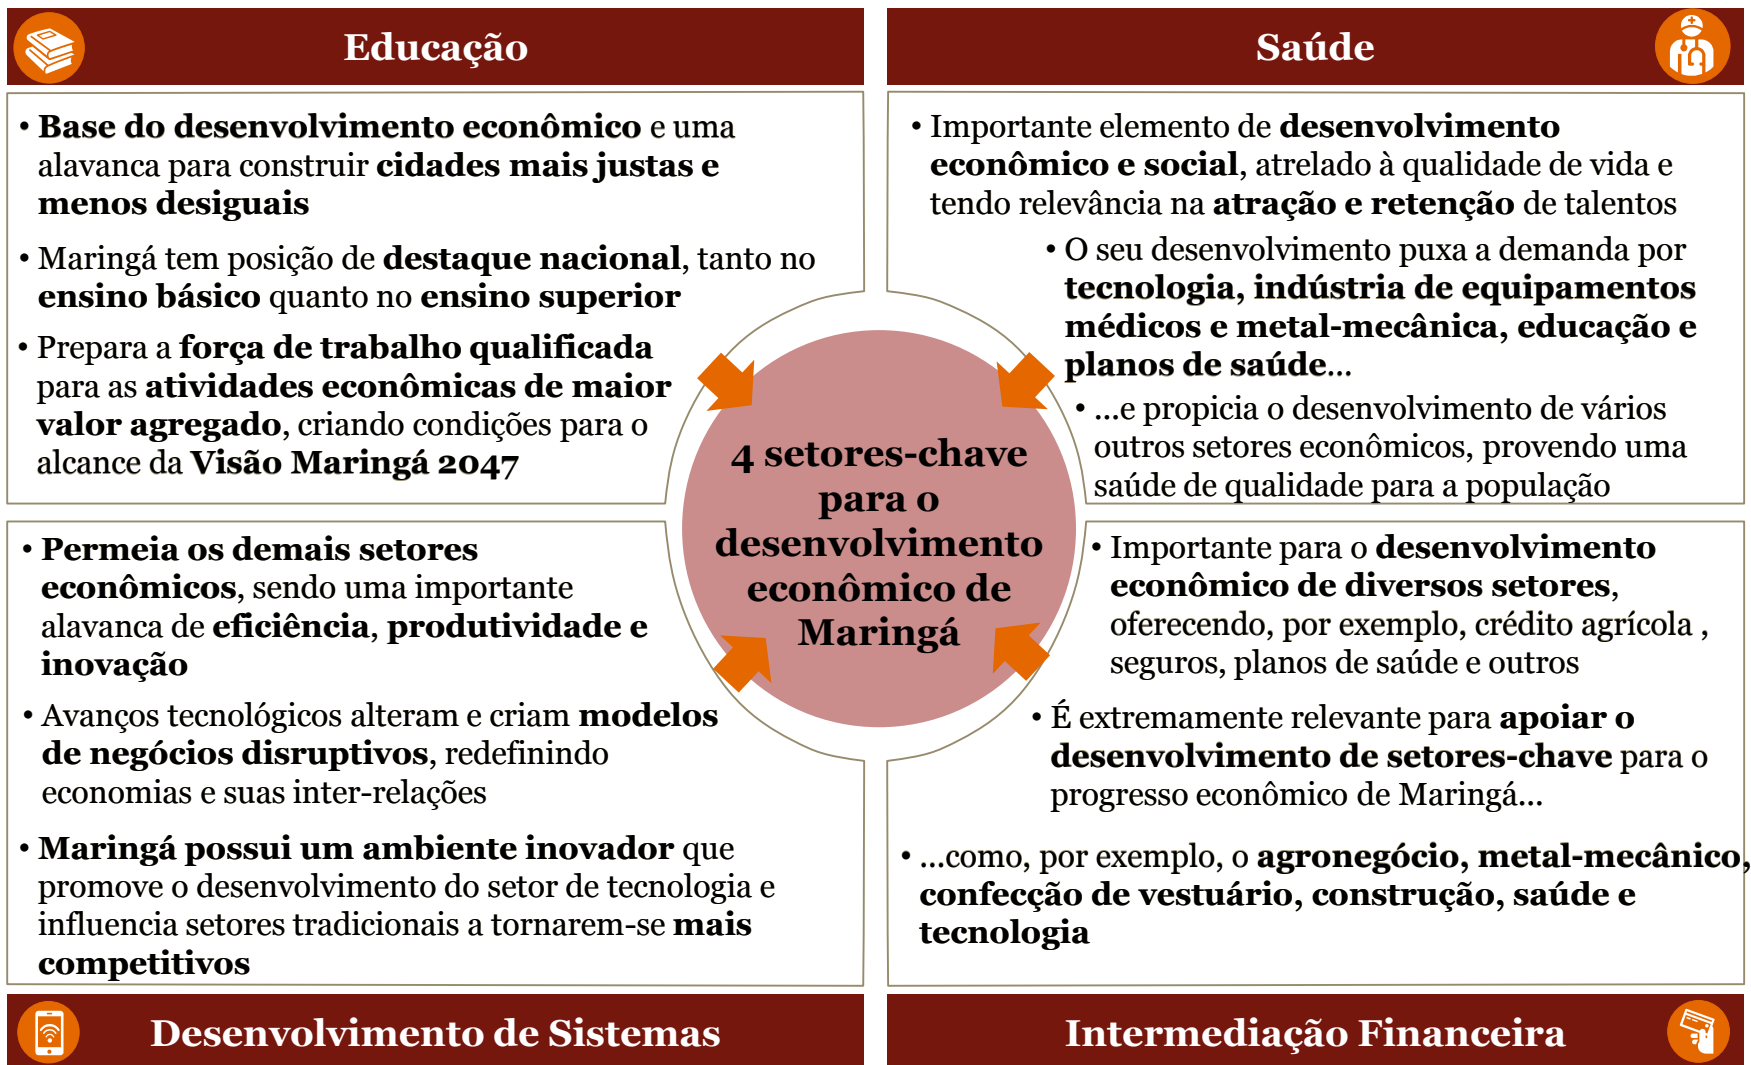 Educação
• Base do desenvolvimento econômico e uma
alavanca para construir cidades mais justas e
menos desiguais
• Maringá tem posição de destaque nacional, tanto no
ensino básico quanto no ensino superior
• Prepara a força de trabalho qualificada
para as atividades econômicas de maior
valor agregado, criando condições para o
alcance da Visão Maringá 2047
Saúde
• Importante elemento de desenvolvimento
econômico e social, atrelado à qualidade de vida e
tendo relevância na atração e retenção de talentos
• O seu desenvolvimento puxa a demanda por
tecnologia, indústria de equipamentos
médicos e metal-mecânica, educação e
planos de saúde...
• ...e propicia o desenvolvimento de vários
outros setores econômicos, provendo uma
saúde de qualidade para a população
4 setores-chave
para o
desenvolvimento
econômico de
Maringá
• Permeia os demais setores
econômicos, sendo uma importante
alavanca de eficiência, produtividade e
inovação
• Avanços tecnológicos alteram e criam modelos
de negócios disruptivos, redefinindo
economias e suas inter-relações
• Maringá possui um ambiente inovador que
promove o desenvolvimento do setor de tecnologia e
influencia setores tradicionais a tornarem-se mais
competitivos
Desenvolvimento de Sistemas
• Importante para o desenvolvimento
econômico de diversos setores,
oferecendo, por exemplo, crédito agrícola ,
seguros, planos de saúde e outros
• É extremamente relevante para apoiar o
desenvolvimento de setores-chave para o
progresso econômico de Maringá...
• ...como, por exemplo, o agronegócio, metal-mecânico,
confecção de vestuário, construção, saúde e
tecnologia
Intermediação Financeira